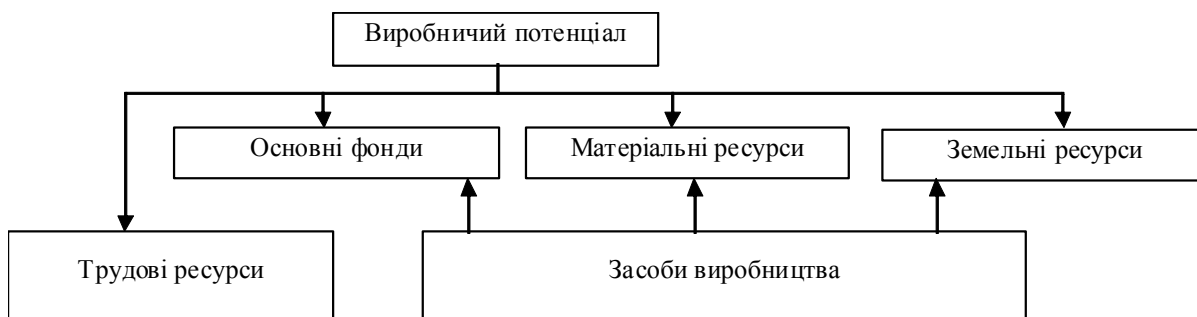 Виробничий потенціал
Основні фонди
Матеріальні ресурси
Земельні ресурси
Трудові ресурси
Засоби виробництва